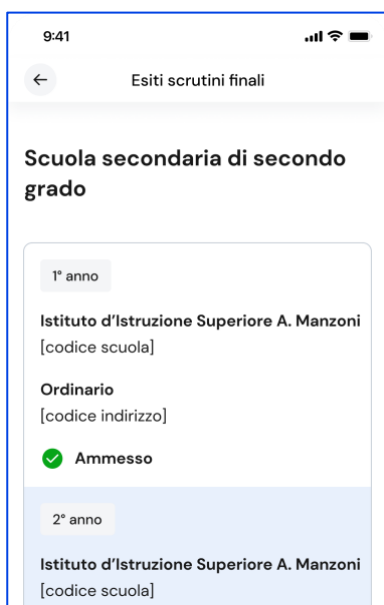 9:41
Esiti scrutini finali
Scuola secondaria di secondo
grado
1° anno
Istituto d'Istruzione Superiore A. Manzoni
[codice scuola]
Ordinario
[codice indirizzo]
Ammesso
2° anno
Istituto d'Istruzione Superiore A. Manzoni
[codice scuola]